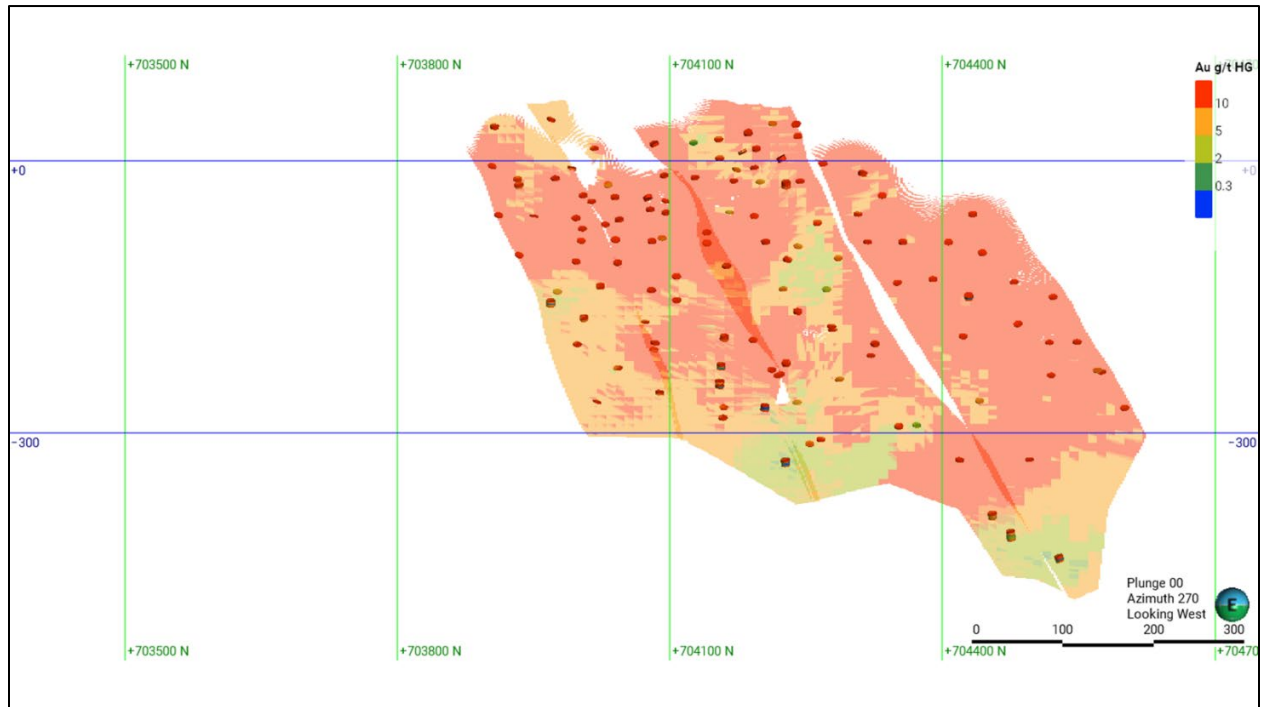 +703500 N
+703800 N
+704100 N
+704400 N
Au g/t HG
10
5
2
0.3
+0
+0
-300
-300
Plunge 00
Azimuth 270
Looking West
E
0
100
200
300
+703500 N
+703800 N
+704100 N
+704400 N
+70470